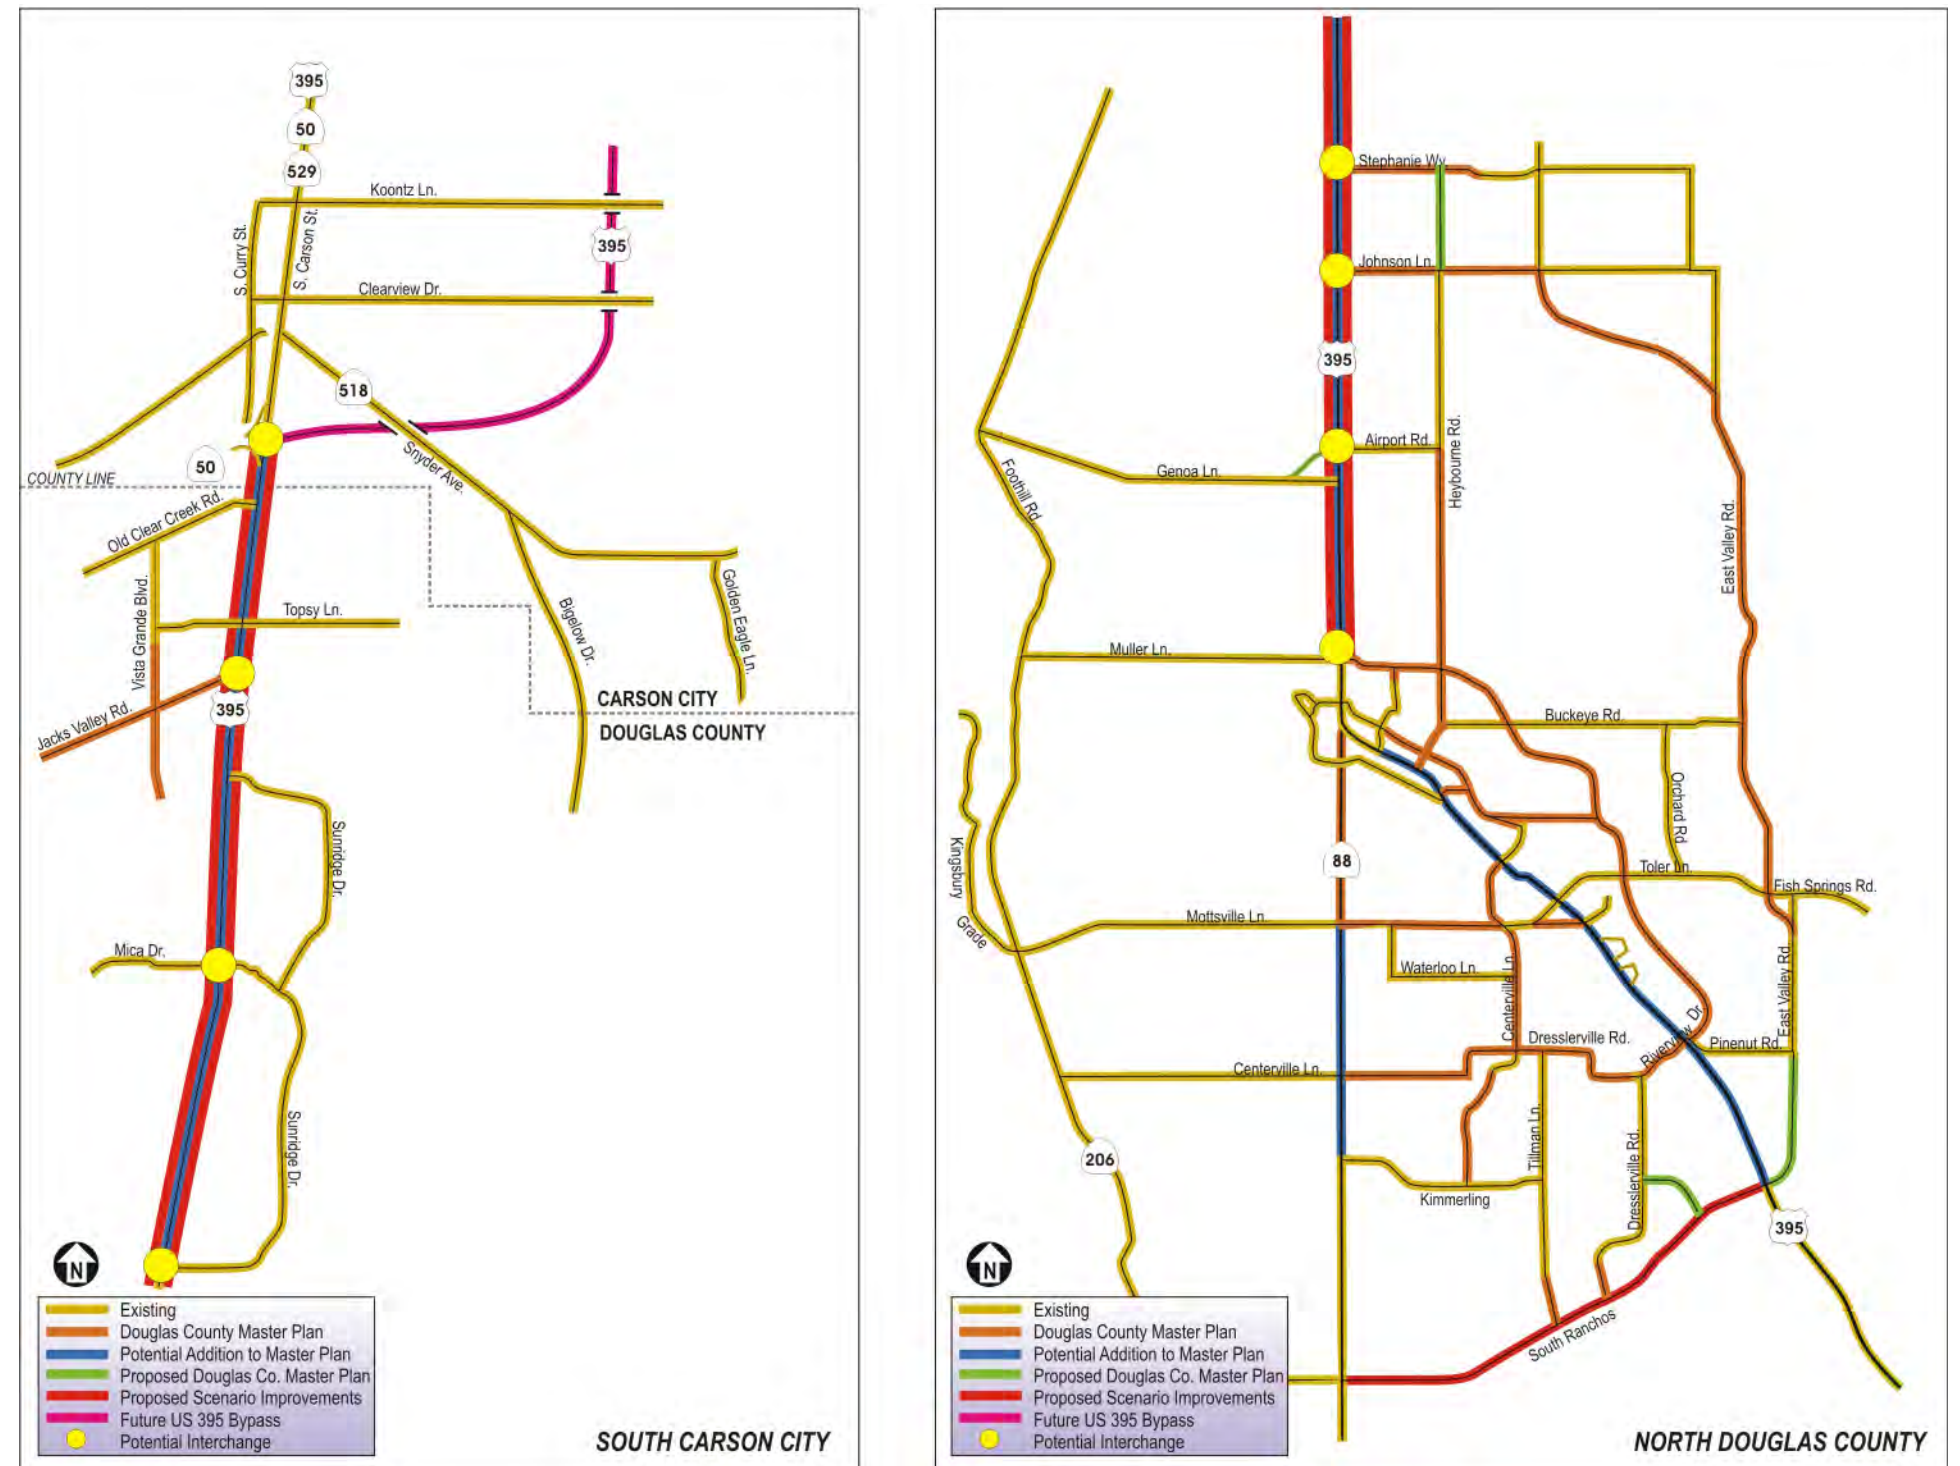 395
50
529
Koontz Ln.
S. Curry St.
S. Carson St.
395
Clearview Dr.
518
Snyder Ave.
50
COUNTY LINE
Old Clear Creek Rd.
Vista Grande Blvd.
Topsy Ln.
Bigelow Dr.
Golden Eagle Ln.
Jacks Valley Rd.
395
CARSON CITY
DOUGLAS COUNTY
Sunridge Dr.
Mica Dr.
Sunridge Dr.
N
Existing
Douglas County Master Plan
Potential Addition to Master Plan
Proposed Douglas Co. Master Plan
Proposed Scenario Improvements
Future US 395 Bypass
Potential Interchange
SOUTH CARSON CITY
Stephanie Wy
Johnson Ln.
395
Airport Rd.
Heybourne Rd.
Genoa Ln.
Foothill Rd
East Valley Rd.
Muller Ln.
Buckeye Rd.
Orchard Rd
Kingsbury
Grade
88
Toler Ln.
Fish Springs Rd.
Mottsville Ln.
Waterloo Ln.
Centerville Ln.
East Valley Rd.
Dresslerville Rd.
Riverview Dr.
Pinenut Rd.
Centerville Ln.
206
Tillman Ln.
Dresslerville Rd.
Kimmerling
395
South Ranchos
N
Existing
Douglas County Master Plan
Potential Addition to Master Plan
Proposed Douglas Co. Master Plan
Proposed Scenario Improvements
Future US 395 Bypass
Potential Interchange
NORTH DOUGLAS COUNTY